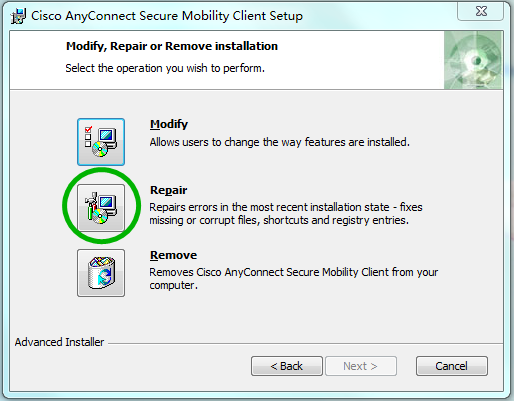 Cisco AnyConnect Secure Mobility Client Setup
Modify, Repair or Remove installation
Select the operation you wish to perform.
Modify
Allows users to change the way features are installed.
Repair
Repairs errors in the most recent installation state - fixes
missing or corrupt files, shortcuts and registry entries.
Remove
Removes Cisco AnyConnect Secure Mobility Client from your
computer.
Advanced Installer
< Back
Next >
Cancel